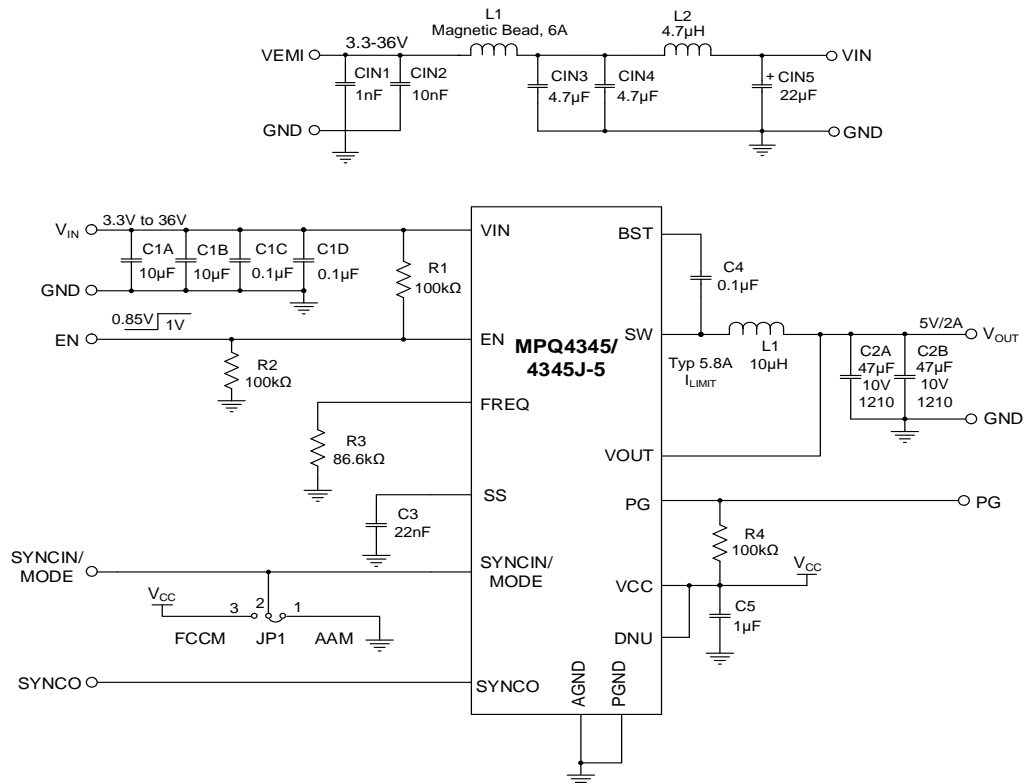 L1
Magnetic Bead, 6A
L2
4.7µH
VEMI
3.3-36V
CIN1
1nF
CIN2
10nF
CIN3
4.7µF
CIN4
4.7µF
+ CIN5
22µF
VIN
GND
GND
VIN
3.3V to 36V
C1A
10µF
C1B
10µF
C1C
0.1µF
C1D
0.1µF
GND
R1
100kΩ
VIN
0.85V
1V
EN
EN
R2
100kΩ
FREQ
R3
86.6kΩ
SS
C3
22nF
SYNCIN/
MODE
SYNCIN/
MODE
VCC
3
2
1
FCCM
JP1
AAM
SYNCO
SYNCO
MPQ4345/
4345J-5
AGND
PGND
BST
C4
0.1µF
SW
L1
10µH
Typ 5.8A
ILIMIT
5V/2A
VOUT
C2A
47µF
10V
1210
C2B
47µF
10V
1210
GND
VOUT
PG
PG
R4
100kΩ
VCC
VCC
C5
1µF
DNU